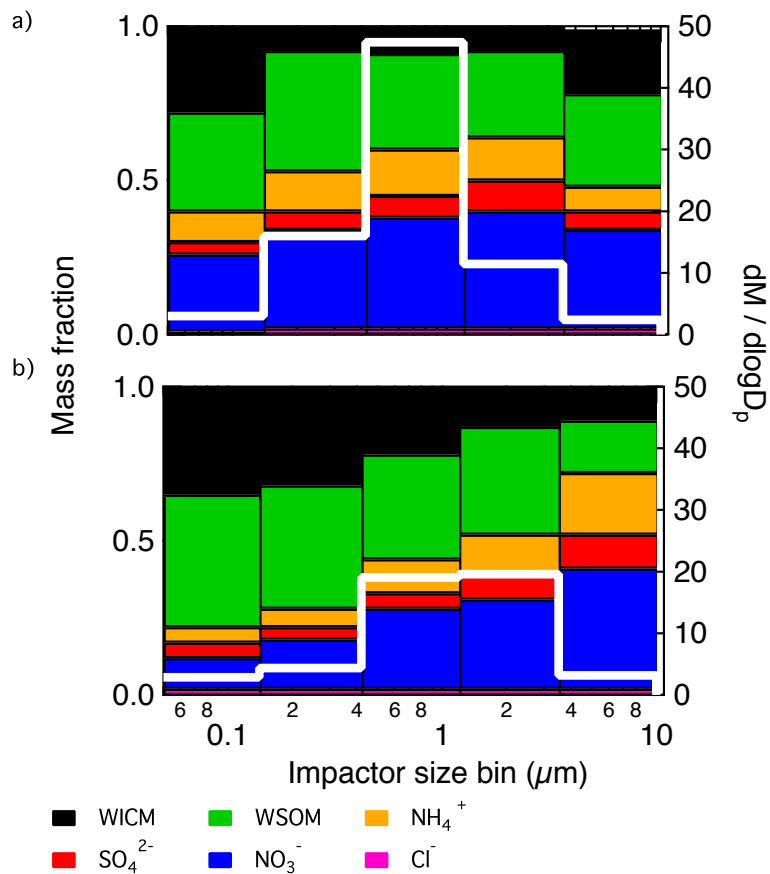 a)
1.0
0.5
0.0
50
40
30
20
10
0
b)
1.0
0.5
0.0
50
40
30
20
10
0
Mass fraction
dM / dlogDp
6 8 2 4 6 8 2 4 6 8
0.1 1 10
Impactor size bin (µm)
WICM WSOM NH4+
SO42- NO3- Cl-